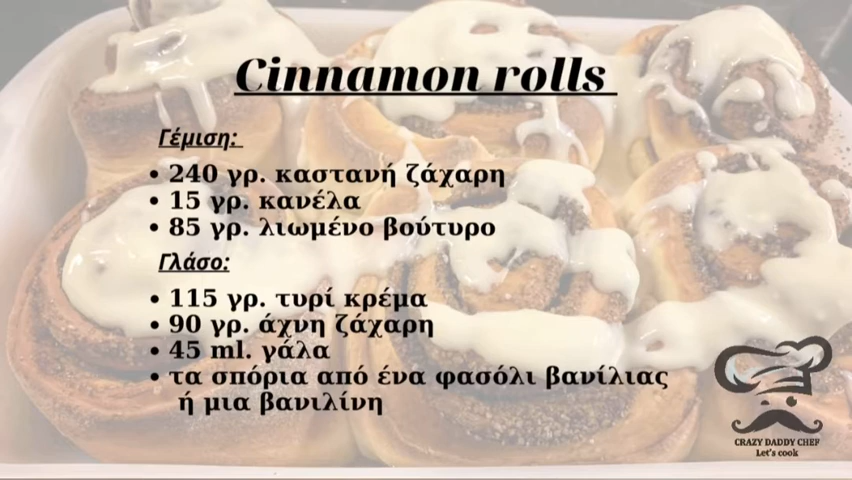 Cinnamon rolls
Γέμιση:
• 240 γρ. καστανή ζάχαρη
• 15 γρ. κανέλα
• 85 γρ. λιωμένο βούτυρο
Γλάσο:
• 115 γρ. τυρί κρέμα
• 90 γρ. άχνη ζάχαρη
• 45 ml. γάλα
• τα σπόρια από ένα φασόλι βανίλιας
ή μια βανιλίνη
CRAZY DADDY CHEF
Let's cook